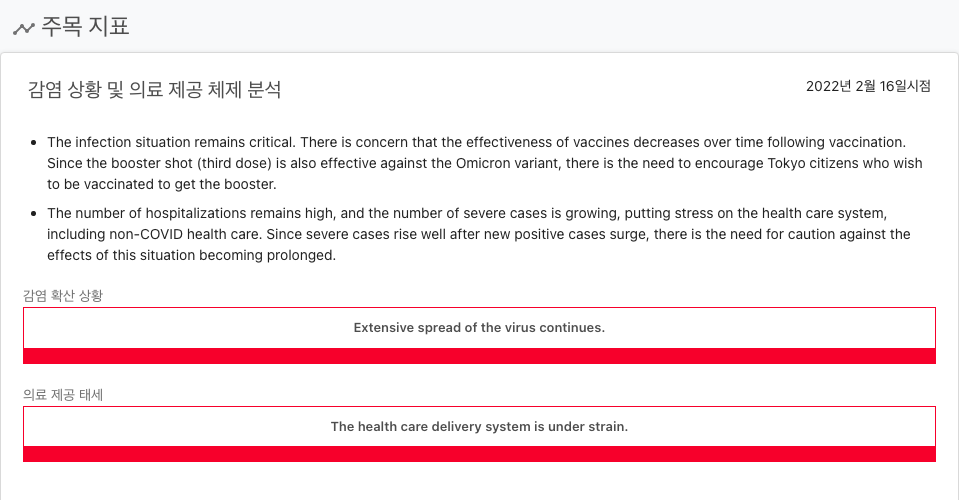 주목 지표
감염 상황 및 의료 제공 체제 분석
2022년 2월 16일시점
The infection situation remains critical. There is concern that the effectiveness of vaccines decreases over time following vaccination.
Since the booster shot (third dose) is also effective against the Omicron variant, there is the need to encourage Tokyo citizens who wish
to be vaccinated to get the booster.
The number of hospitalizations remains high, and the number of severe cases is growing, putting stress on the health care system,
including non-COVID health care. Since severe cases rise well after new positive cases surge, there is the need for caution against the
effects of this situation becoming prolonged.
감염 확산 상황
Extensive spread of the virus continues.
의료 제공 태세
The health care delivery system is under strain.